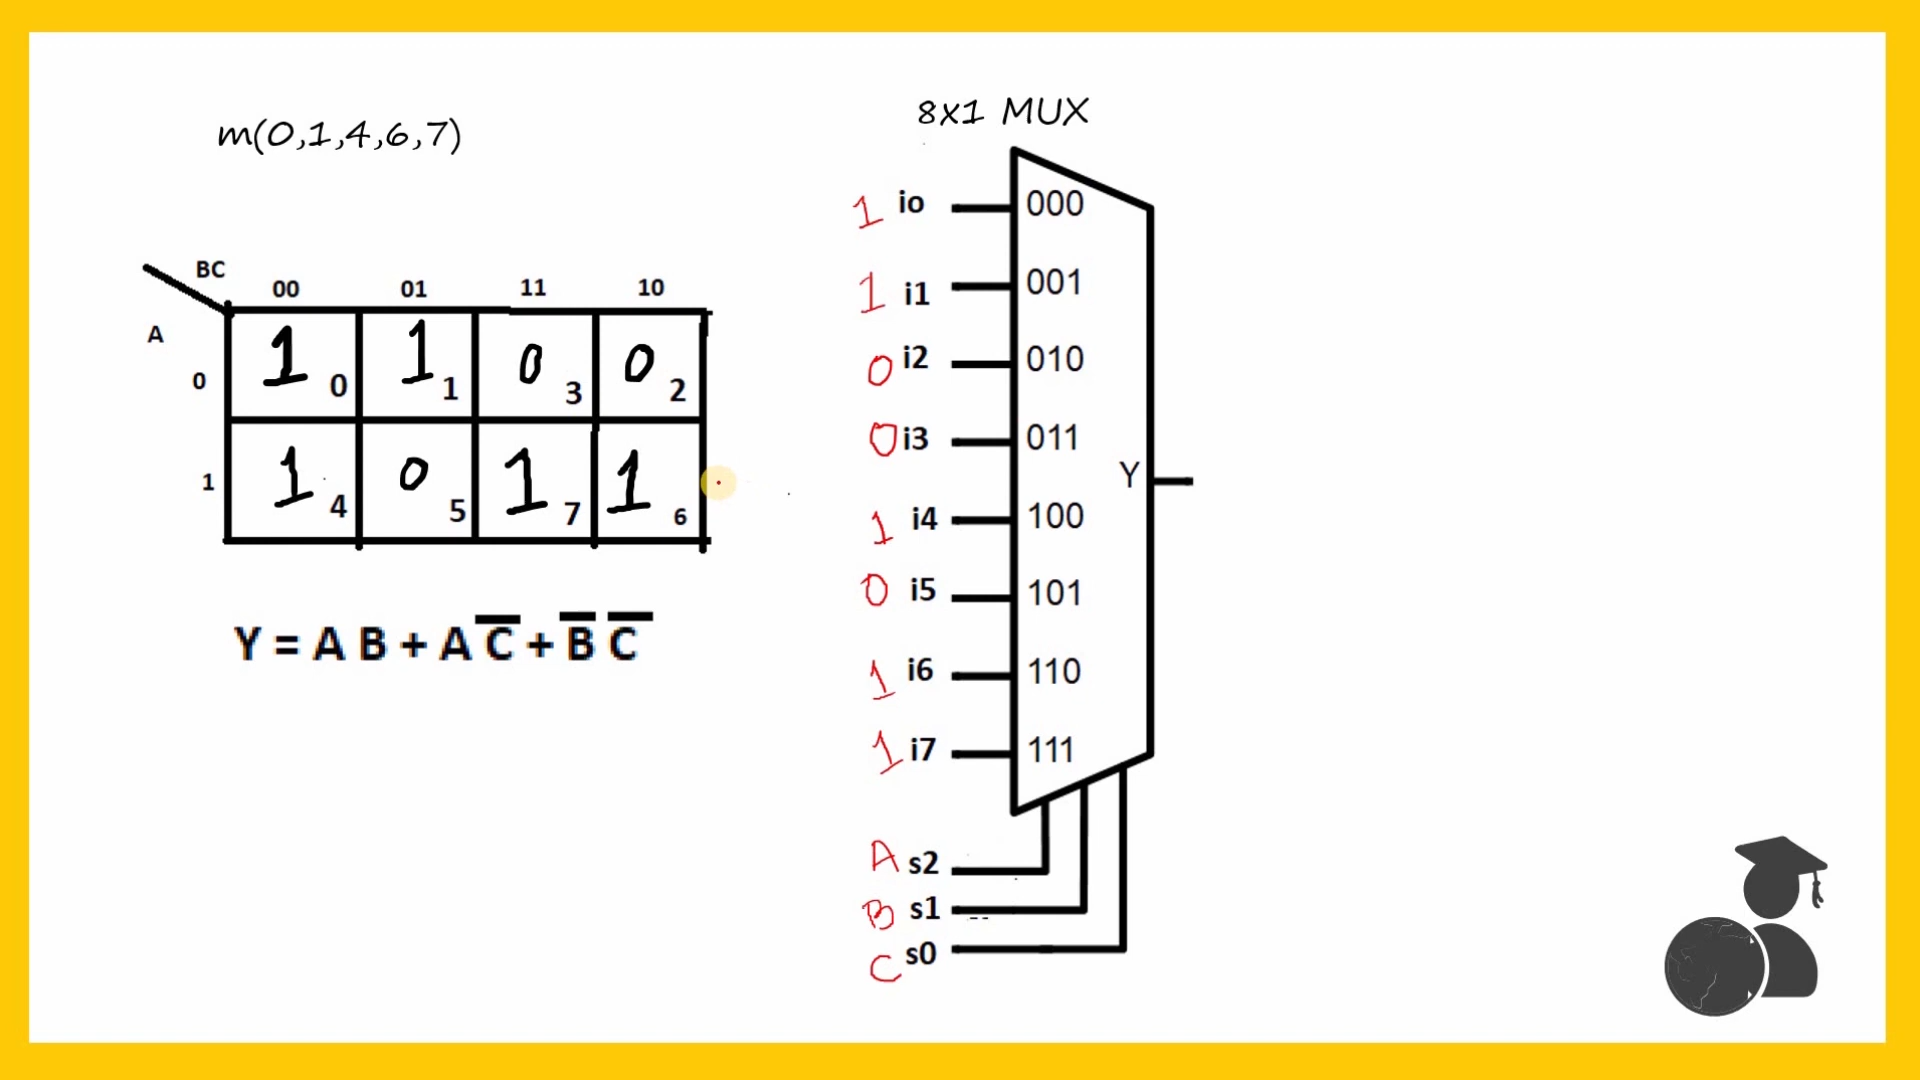 m(0,1,4,6,7)
BC
00 01 11 10
A
0
1 0 1 1 0 3 0 2
1
1 4 0 5 1 7 1 6
Y = A B + A C̅ + B̅ C̅
8x1 MUX
1 io 000
1 i1 001
0 i2 010
0 i3 011
Y
1 i4 100
0 i5 101
1 i6 110
1 i7 111
A s2
B s1
C s0